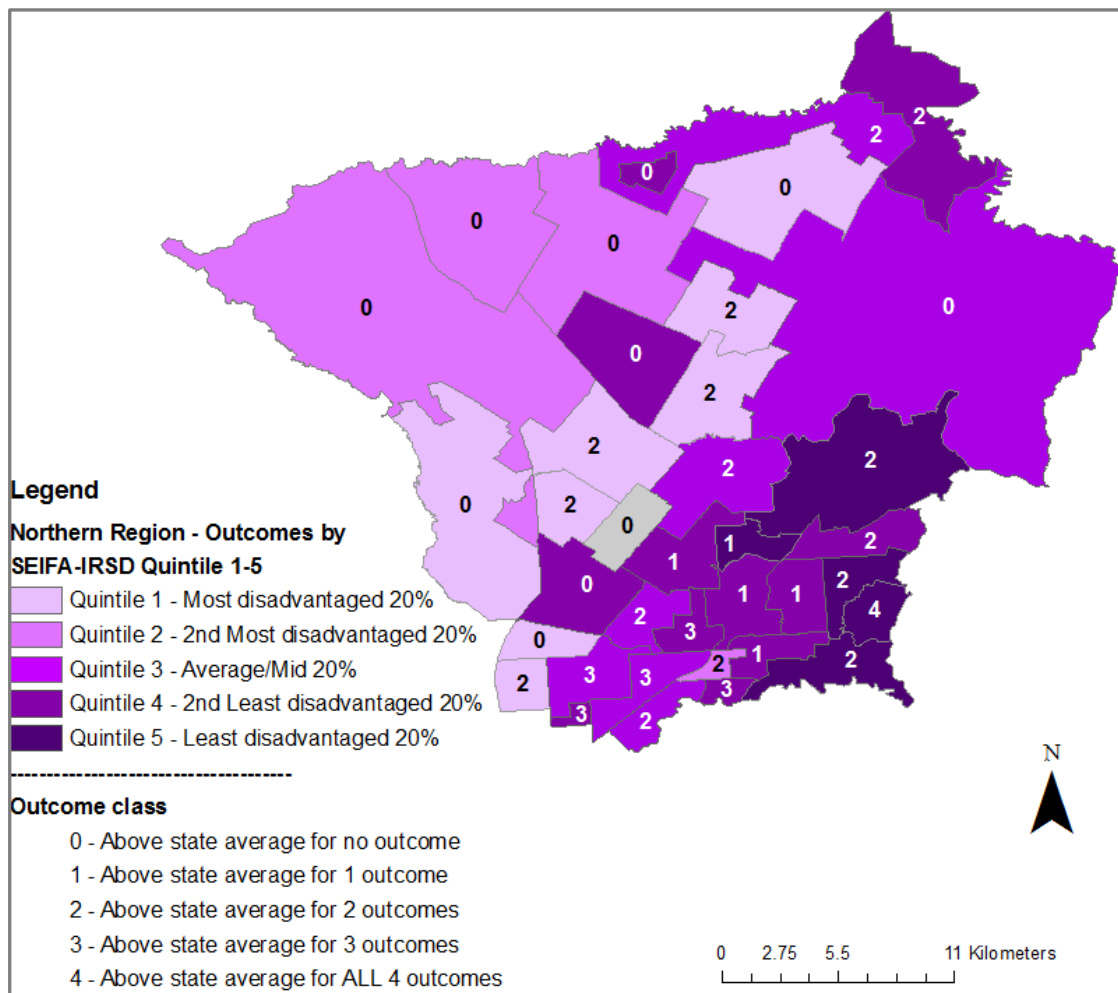 2
2
0
0
0
0
0
0
2
0
2
2
2
2
0
2
0
1
2
1
2
0
1
1
4
2
3
0
1
2
2
3
3
2
3
3
2
Legend
Northern Region - Outcomes by
SEIFA-IRSD Quintile 1-5
Quintile 1 - Most disadvantaged 20%
Quintile 2 - 2nd Most disadvantaged 20%
Quintile 3 - Average/Mid 20%
Quintile 4 - 2nd Least disadvantaged 20%
Quintile 5 - Least disadvantaged 20%
--------------------------------------
Outcome class
0 - Above state average for no outcome
1 - Above state average for 1 outcome
2 - Above state average for 2 outcomes
3 - Above state average for 3 outcomes
4 - Above state average for ALL 4 outcomes
N
0 2.75 5.5 11 Kilometers